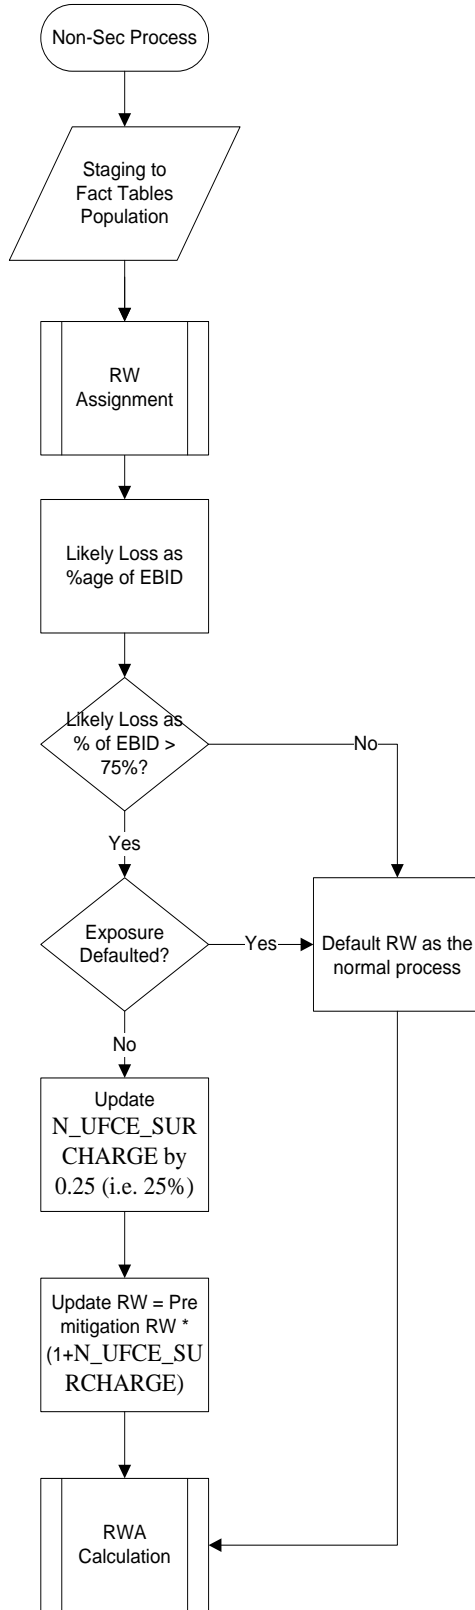 Non-Sec Process
Staging to
Fact Tables
Population
RW
Assignment
Likely Loss as
%age of EBID
Likely Loss as
% of EBID >
75%?
No
Yes
Exposure
Defaulted?
Yes
Default RW as the
normal process
No
Update
N_UFCE_SUR
CHARGE by
0.25 (i.e. 25%)
Update RW = Pre
mitigation RW *
(1+N_UFCE_SU
RCHARGE)
RWA
Calculation